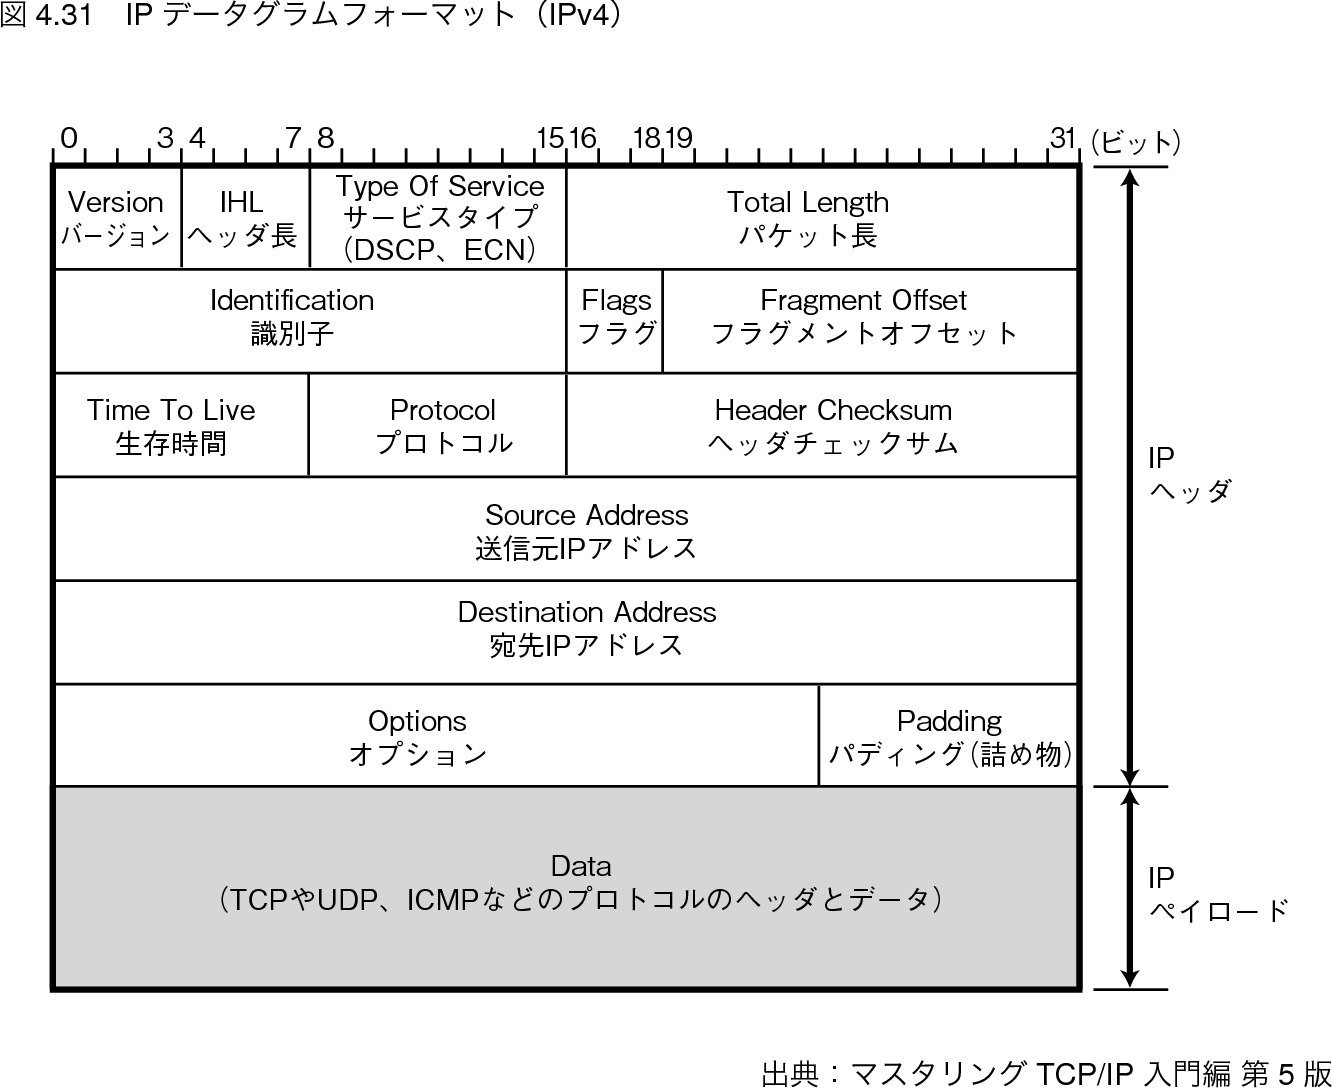 図 4.31　IP データグラムフォーマット（IPv4）
0 3 4 7 8 15 16 18 19 31 (ビット)
Version
バージョン
IHL
ヘッダ長
Type Of Service
サービスタイプ
（DSCP、ECN）
Total Length
パケット長
Identification
識別子
Flags
フラグ
Fragment Offset
フラグメントオフセット
Time To Live
生存時間
Protocol
プロトコル
Header Checksum
ヘッダチェックサム
IP
ヘッダ
Source Address
送信元IPアドレス
Destination Address
宛先IPアドレス
Options
オプション
Padding
パディング(詰め物)
Data
（TCPやUDP、ICMPなどのプロトコルのヘッダとデータ）
IP
ペイロード
出典：マスタリング TCP/IP 入門編 第 5 版